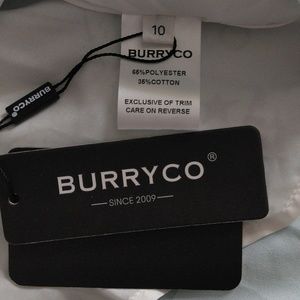 10
BURRYCO
65%POLYESTER
35%COTTON
EXCLUSIVE OF TRIM
CARE ON REVERSE
BURRYCO
BURRYCO®
SINCE 2009